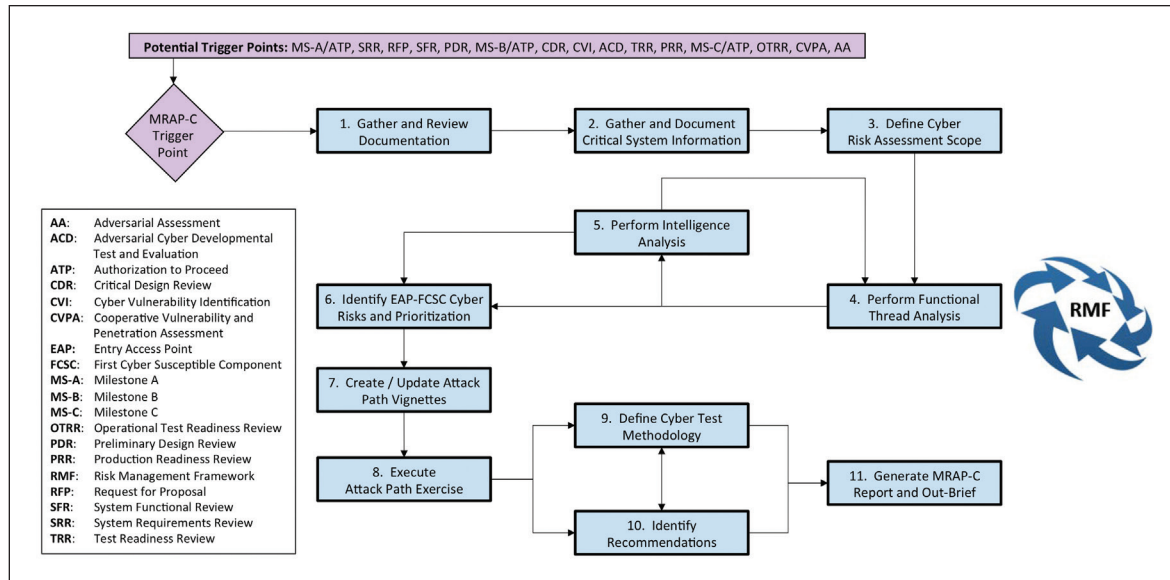 Potential Trigger Points: MS-A/ATP, SRR, RFP, SFR, PDR, MS-B/ATP, CDR, CVI, ACD, TRR, PRR, MS-C/ATP, OTRR, CVPA, AA
MRAP-C
Trigger
Point
1. Gather and Review
Documentation
2. Gather and Document
Critical System Information
3. Define Cyber
Risk Assessment Scope
5. Perform Intelligence
Analysis
6. Identify EAP-FCSC Cyber
Risks and Prioritization
4. Perform Functional
Thread Analysis
RMF
7. Create / Update Attack
Path Vignettes
8. Execute
Attack Path Exercise
9. Define Cyber Test
Methodology
10. Identify
Recommendations
11. Generate MRAP-C
Report and Out-Brief
AA: Adversarial Assessment
ACD: Adversarial Cyber Developmental
Test and Evaluation
ATP: Authorization to Proceed
CDR: Critical Design Review
CVI: Cyber Vulnerability Identification
CVPA: Cooperative Vulnerability and
Penetration Assessment
EAP: Entry Access Point
FCSC: First Cyber Susceptible Component
MS-A: Milestone A
MS-B: Milestone B
MS-C: Milestone C
OTRR: Operational Test Readiness Review
PDR: Preliminary Design Review
PRR: Production Readiness Review
RMF: Risk Management Framework
RFP: Request for Proposal
SFR: System Functional Review
SRR: System Requirements Review
TRR: Test Readiness Review